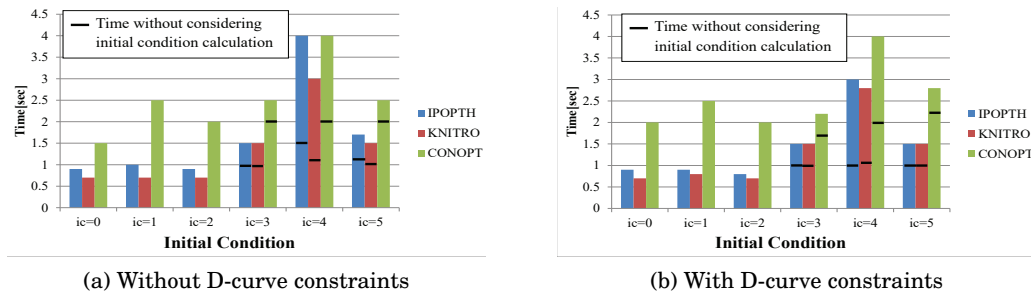 Time without considering
initial condition calculation
Time[sec]
4.5
4
3.5
3
2.5
2
1.5
1
0.5
0
ic=0 ic=1 ic=2 ic=3 ic=4 ic=5
Initial Condition
IPOPTH
KNITRO
CONOPT
(a) Without D-curve constraints
Time without considering
initial condition calculation
Time[sec]
4.5
4
3.5
3
2.5
2
1.5
1
0.5
0
ic=0 ic=1 ic=2 ic=3 ic=4 ic=5
Initial Condition
IPOPTH
KNITRO
CONOPT
(b) With D-curve constraints